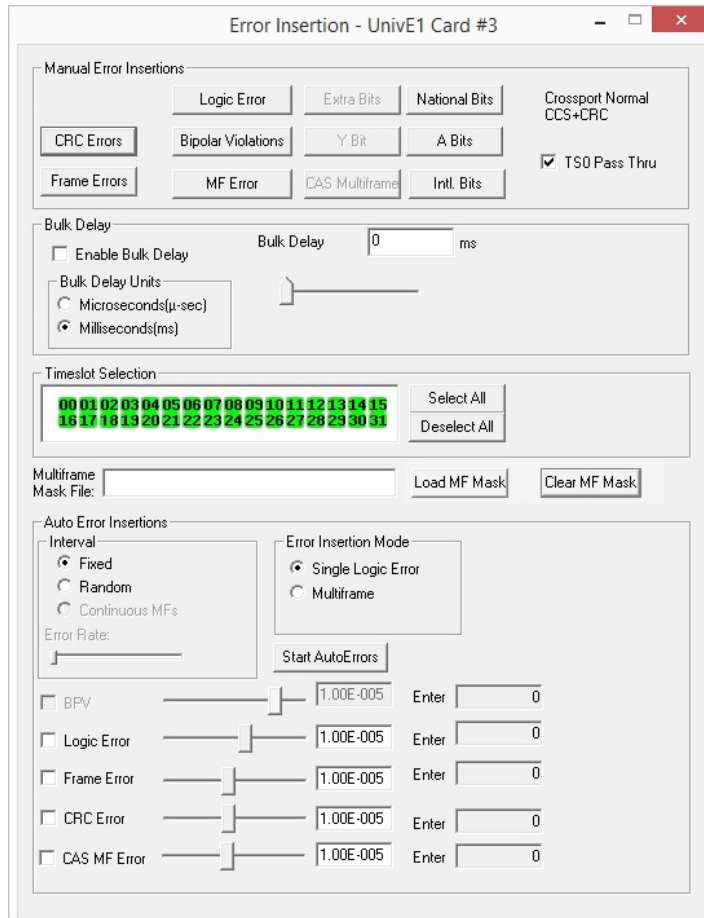 Error Insertion - UnivE1 Card #3
Manual Error Insertions
Logic Error
Extra Bits
National Bits
Crossport Normal
CCS+CRC
CRC Errors
Bipolar Violations
Y Bit
A Bits
TS0 Pass Thru
Frame Errors
MF Error
CAS Multiframe
Intl. Bits
Bulk Delay
Enable Bulk Delay
Bulk Delay
0
ms
Bulk Delay Units
Microseconds(μ-sec)
Milliseconds(ms)
Timeslot Selection
00 01 02 03 04 05 06 07 08 09 10 11 12 13 14 15
16 17 18 19 20 21 22 23 24 25 26 27 28 29 30 31
Select All
Deselect All
Multiframe
Mask File:
Load MF Mask
Clear MF Mask
Auto Error Insertions
Interval
Fixed
Random
Continuous MFs
Error Rate:
Error Insertion Mode
Single Logic Error
Multiframe
Start AutoErrors
BPV 1.00E-005 Enter 0
Logic Error 1.00E-005 Enter 0
Frame Error 1.00E-005 Enter 0
CRC Error 1.00E-005 Enter 0
CAS MF Error 1.00E-005 Enter 0